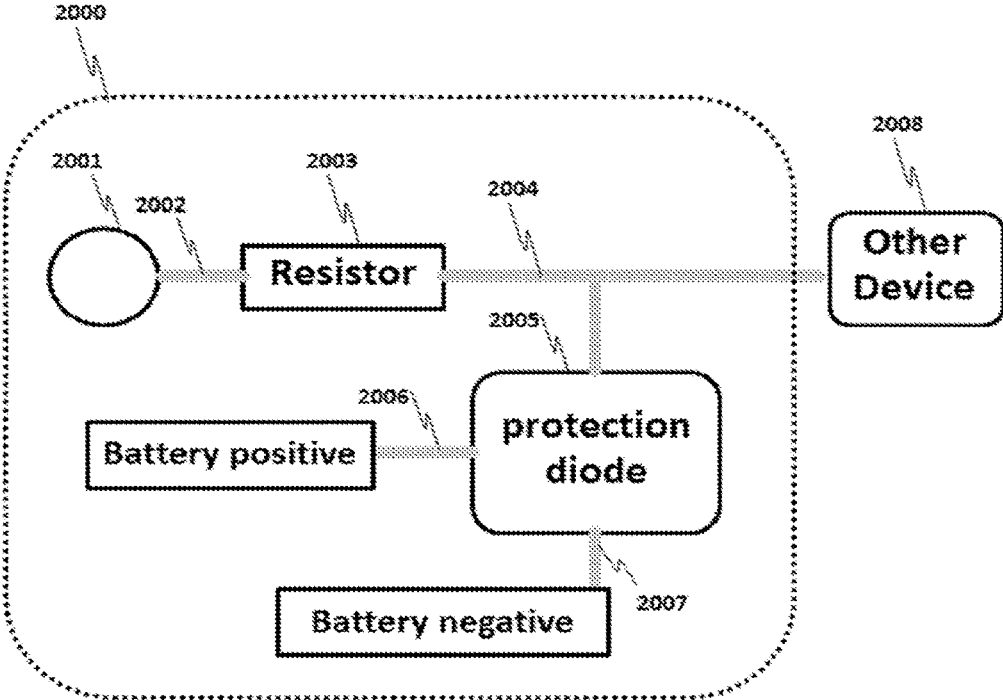 2000
2008
2001
2003
2002
2004
Other
Device
Resistor
2005
2006
protection
diode
Battery positive
2007
Battery negative